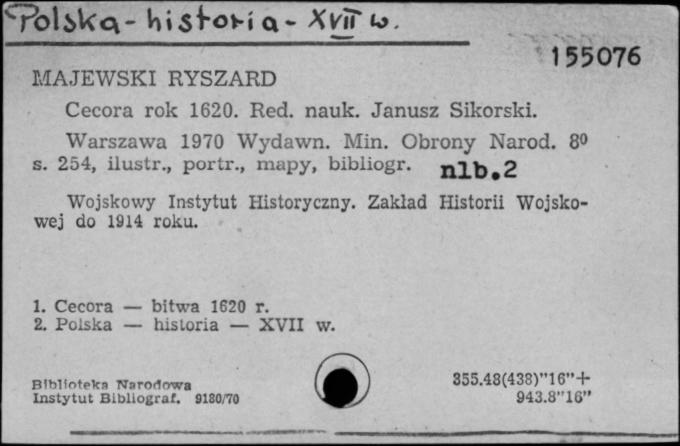 Polska - historia - XVII w.
155076
MAJEWSKI RYSZARD
Cecora rok 1620. Red. nauk. Janusz Sikorski.
Warszawa 1970 Wydawn. Min. Obrony Narod. 8⁰
s. 254, ilustr., portr., mapy, bibliogr. nlb.2
Wojskowy Instytut Historyczny. Zakład Historii Wojsko-
wej do 1914 roku.
1. Cecora — bitwa 1620 r.
2. Polska — historia — XVII w.
Biblioteka Narodowa
Instytut Bibliograf. 9180/70
355.48(438)"16"+
943.8"16"